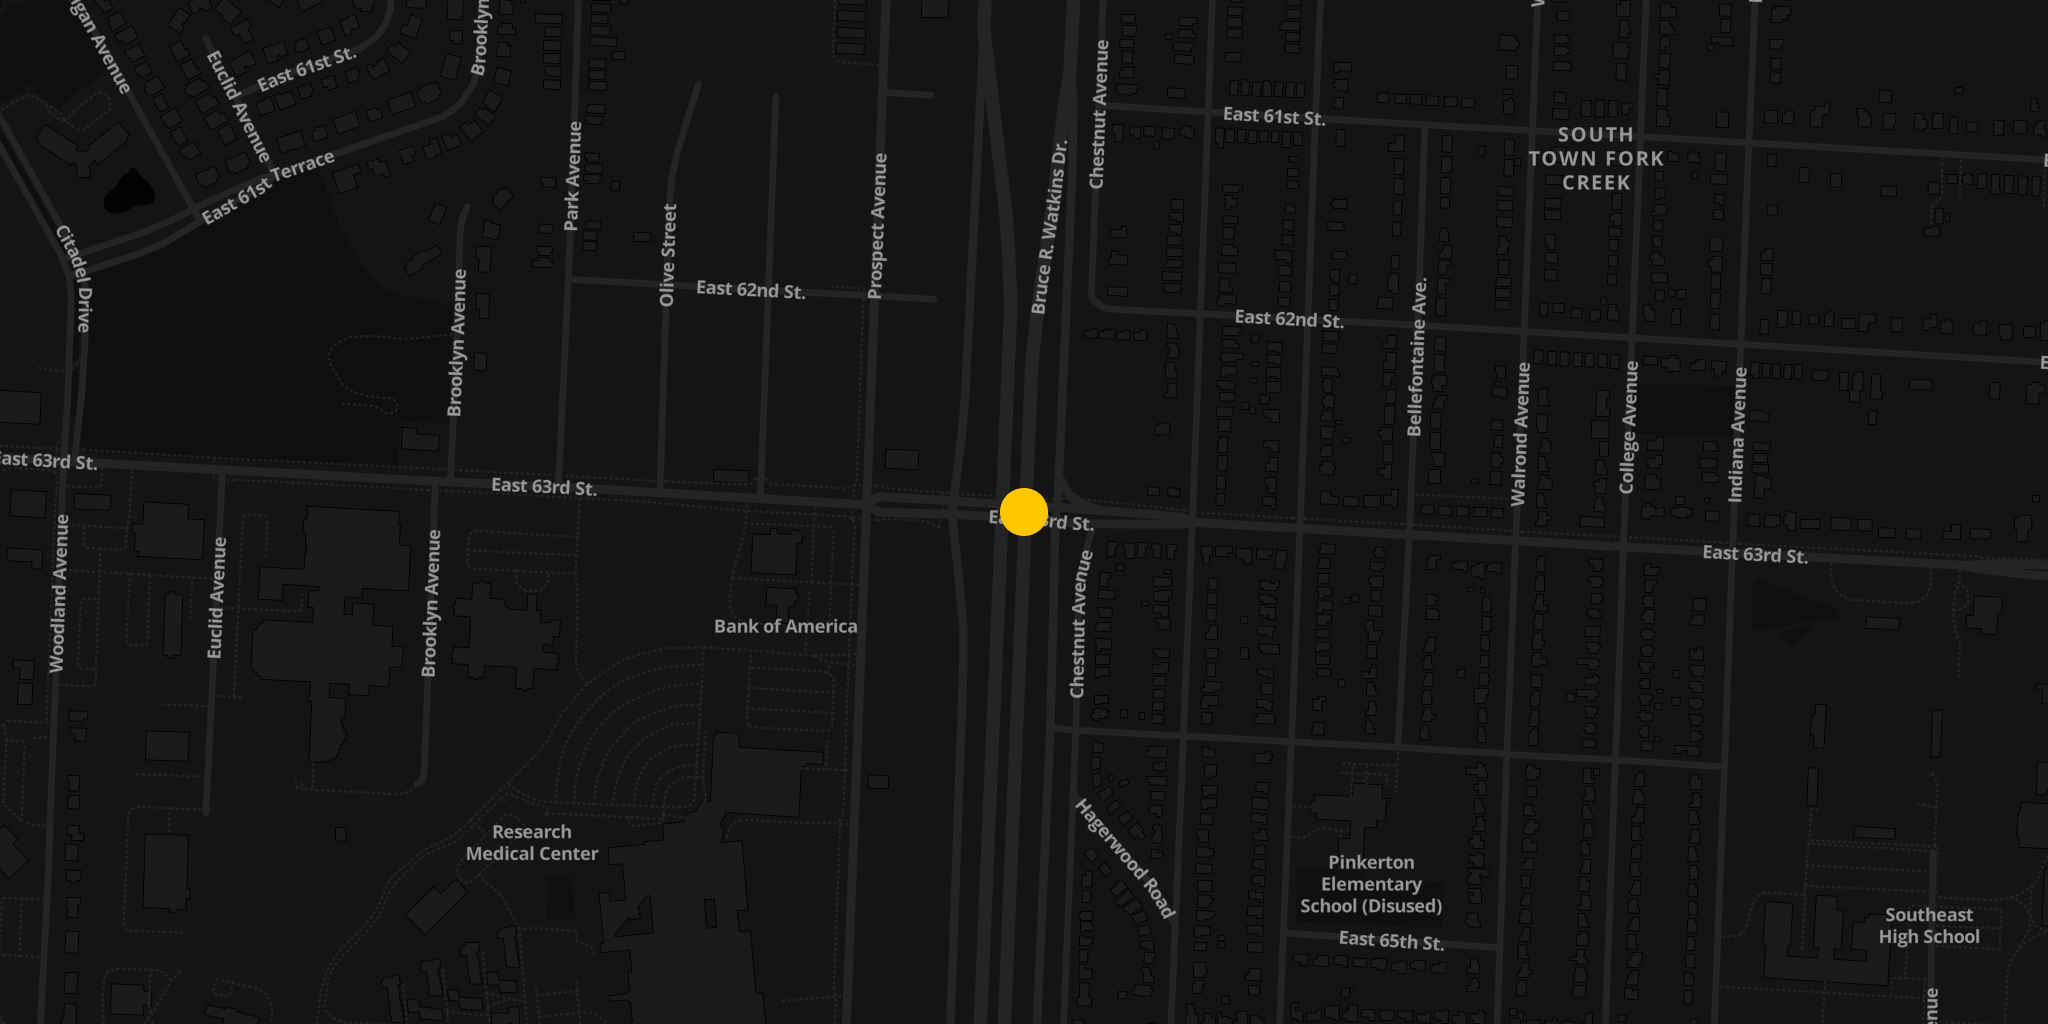 Brooklyn
East 61st St.
Euclid Avenue
East 61st Terrace
Citadel Drive
Park Avenue
Olive Street
Prospect Avenue
Bruce R. Watkins Dr.
Chestnut Avenue
East 61st St.
SOUTH
TOWN FORK
CREEK
East 62nd St.
East 62nd St.
Brooklyn Avenue
Bellefontaine Ave.
Walrond Avenue
College Avenue
Indiana Avenue
East 63rd St.
East 63rd St.
East 63rd St.
Woodland Avenue
Euclid Avenue
Brooklyn Avenue
Chestnut Avenue
Bank of America
Research
Medical Center
Hagerwood Road
Pinkerton
Elementary
School (Disused)
East 65th St.
Southeast
High School